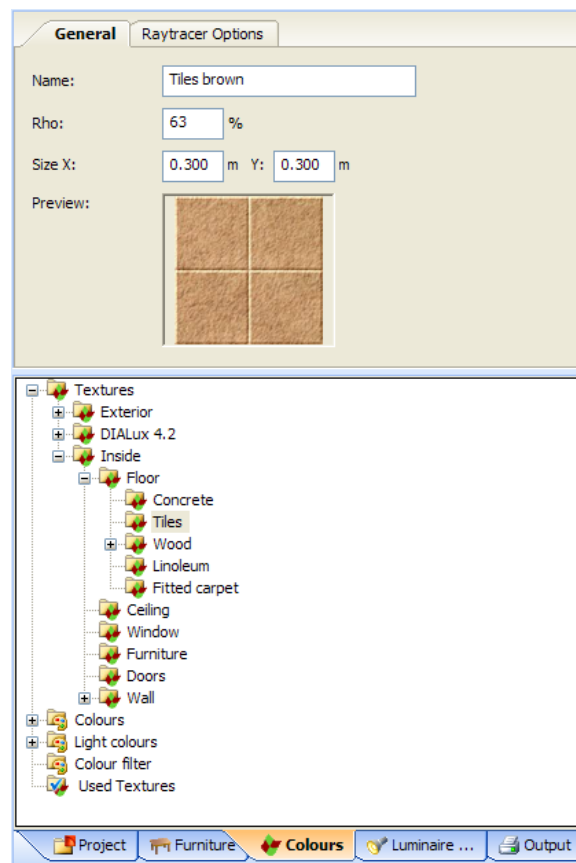 General Raytracer Options
Name: Tiles brown
Rho: 63 %
Size X: 0.300 m Y: 0.300 m
Preview:
Textures
Exterior
DIALux 4.2
Inside
Floor
Concrete
Tiles
Wood
Linoleum
Fitted carpet
Ceiling
Window
Furniture
Doors
Wall
Colours
Light colours
Colour filter
Used Textures
Project Furniture Colours Luminaire ... Output